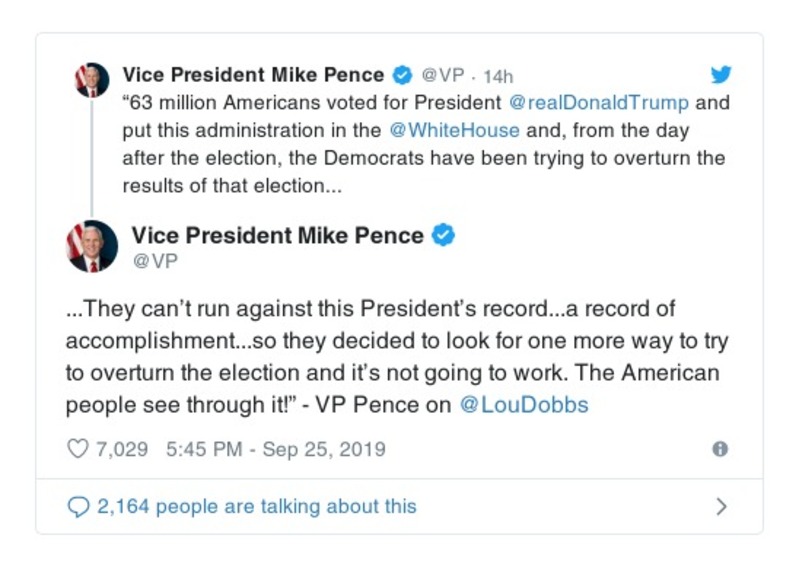 Vice President Mike Pence @VP · 14h
“63 million Americans voted for President @realDonaldTrump and
put this administration in the @WhiteHouse and, from the day
after the election, the Democrats have been trying to overturn the
results of that election...
Vice President Mike Pence
@VP
...They can’t run against this President’s record...a record of
accomplishment...so they decided to look for one more way to try
to overturn the election and it’s not going to work. The American
people see through it!” - VP Pence on @LouDobbs
7,029 5:45 PM - Sep 25, 2019
2,164 people are talking about this